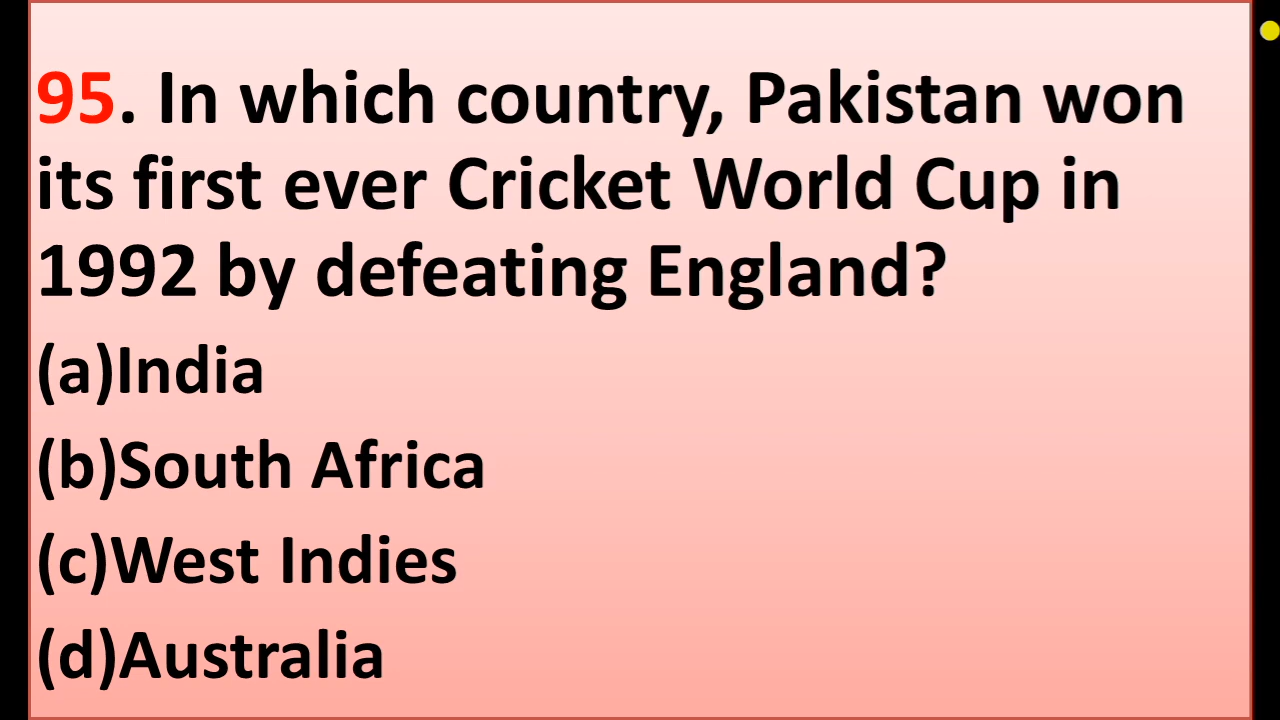 95. In which country, Pakistan won
its first ever Cricket World Cup in
1992 by defeating England?
(a)India
(b)South Africa
(c)West Indies
(d)Australia